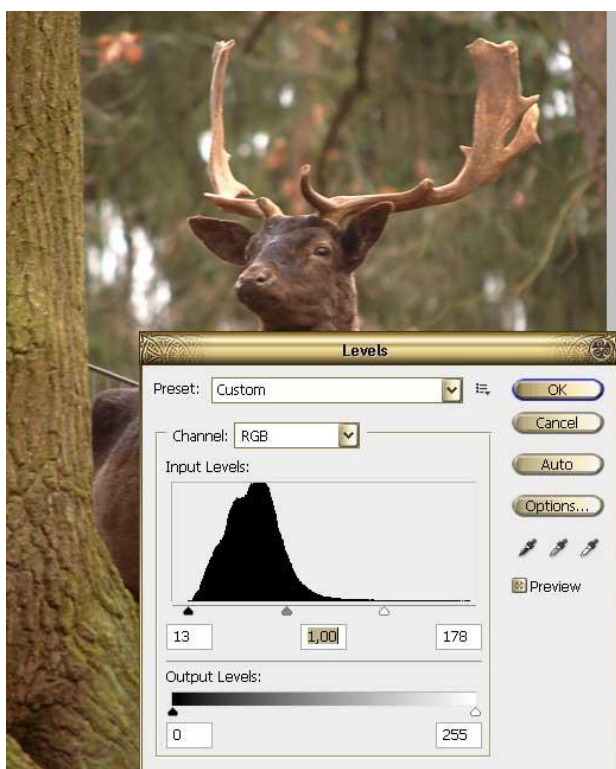 Levels
Preset: Custom
OK
Cancel
Channel: RGB
Auto
Input Levels:
Options...
Preview
13 1,00 178
Output Levels:
0 255